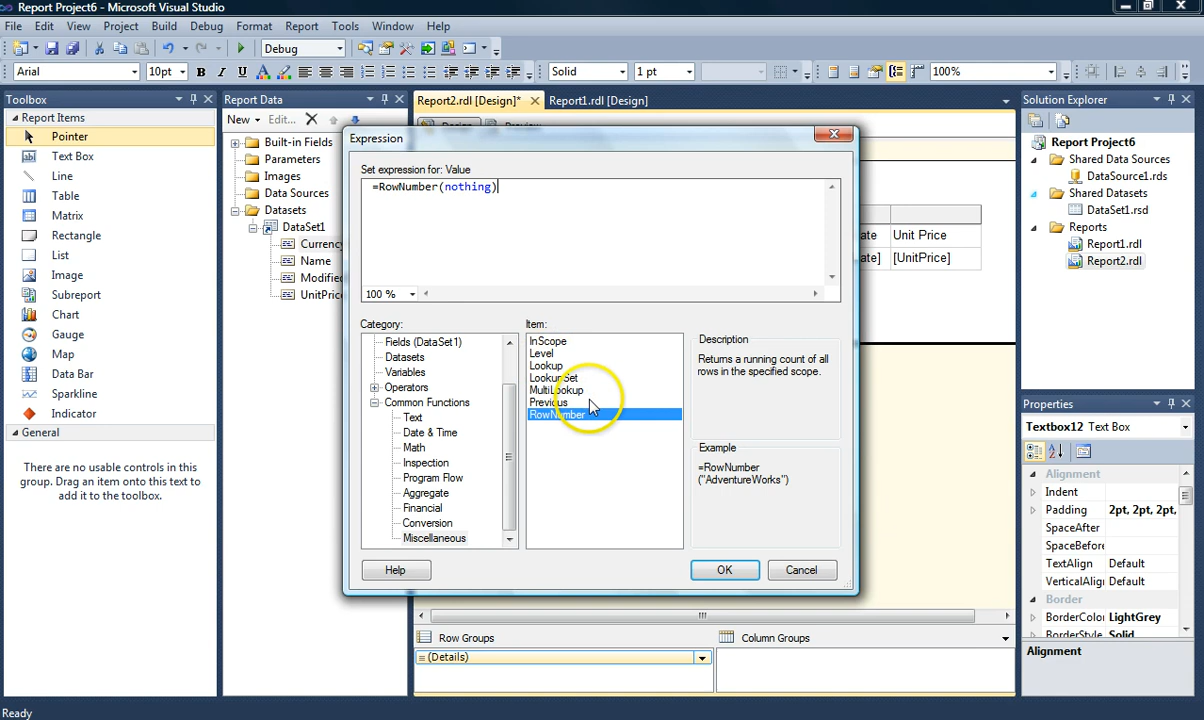 Report Project6 - Microsoft Visual Studio
File Edit View Project Build Debug Format Report Tools Window Help
Debug
Arial 10pt B I U Solid 1 pt 100%
Toolbox
Report Items
Pointer
Text Box
Line
Table
Matrix
Rectangle
List
Image
Subreport
Chart
Gauge
Map
Data Bar
Sparkline
Indicator
General
There are no usable controls in this
group. Drag an item onto this text to
add it to the toolbox.
Report Data
New Edit...
Built-in Fields
Parameters
Images
Data Sources
Datasets
DataSet1
Currency
Name
Modified
UnitPric
Report2.rdl [Design]* Report1.rdl [Design]
Design Preview
Expression
Set expression for: Value
=RowNumber(nothing)
100 %
Category:
Fields (DataSet1)
Datasets
Variables
Operators
Common Functions
Text
Date & Time
Math
Inspection
Program Flow
Aggregate
Financial
Conversion
Miscellaneous
Item:
InScope
Level
Lookup
LookupSet
MultiLookup
Previous
RowNumber
Description
Returns a running count of all
rows in the specified scope.
Example
=RowNumber
("AdventureWorks")
Help OK Cancel
ate Unit Price
ate] [UnitPrice]
Row Groups
(Details)
Column Groups
Solution Explorer
Report Project6
Shared Data Sources
DataSource1.rds
Shared Datasets
DataSet1.rsd
Reports
Report1.rdl
Report2.rdl
Properties
Textbox12 Text Box
Alignment
Indent
Padding 2pt, 2pt, 2pt,
SpaceAfter
SpaceBefore
TextAlign Default
VerticalAlig Default
Border
BorderColor LightGrey
BorderStyle Solid
Alignment
Ready